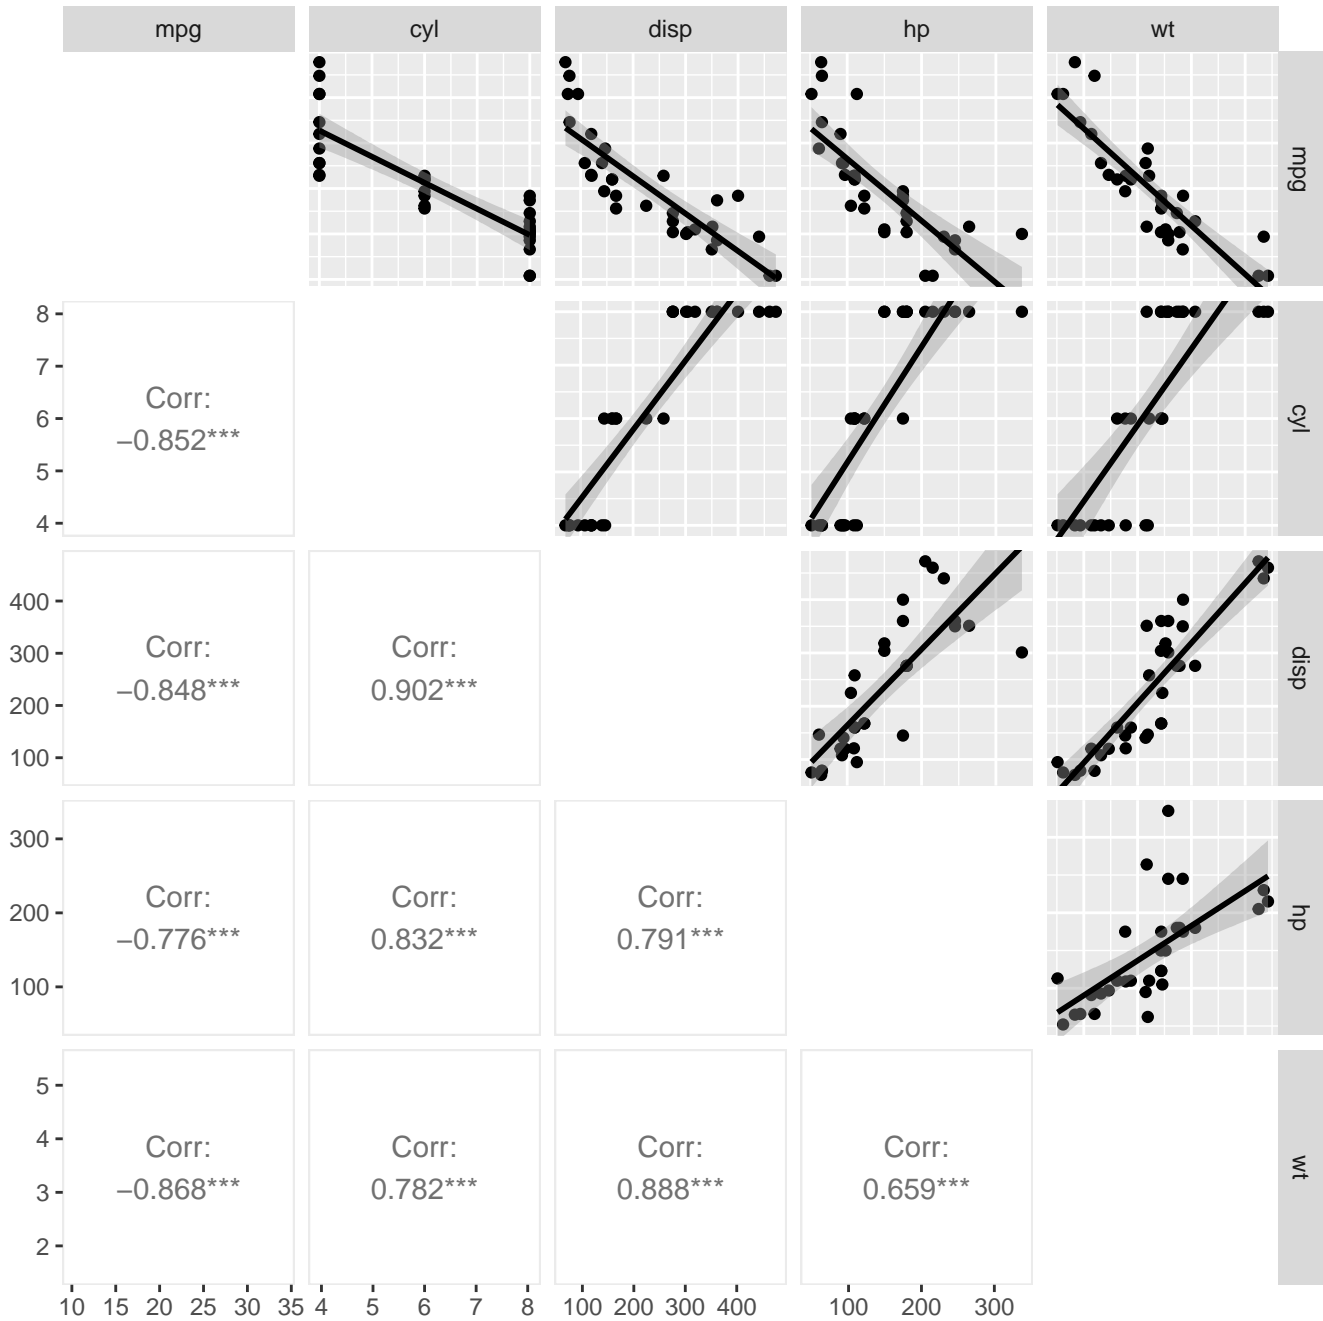 mpg cyl disp hp wt
mpg
8
7
6
5
4
Corr:
−0.852***
cyl
400
300
200
100
Corr: Corr:
−0.848*** 0.902***
disp
300
200
100
Corr: Corr: Corr:
−0.776*** 0.832*** 0.791***
hp
5
4
3
2
Corr: Corr: Corr: Corr:
−0.868*** 0.782*** 0.888*** 0.659***
wt
10 15 20 25 30 35 4 5 6 7 8 100 200 300 400 100 200 300